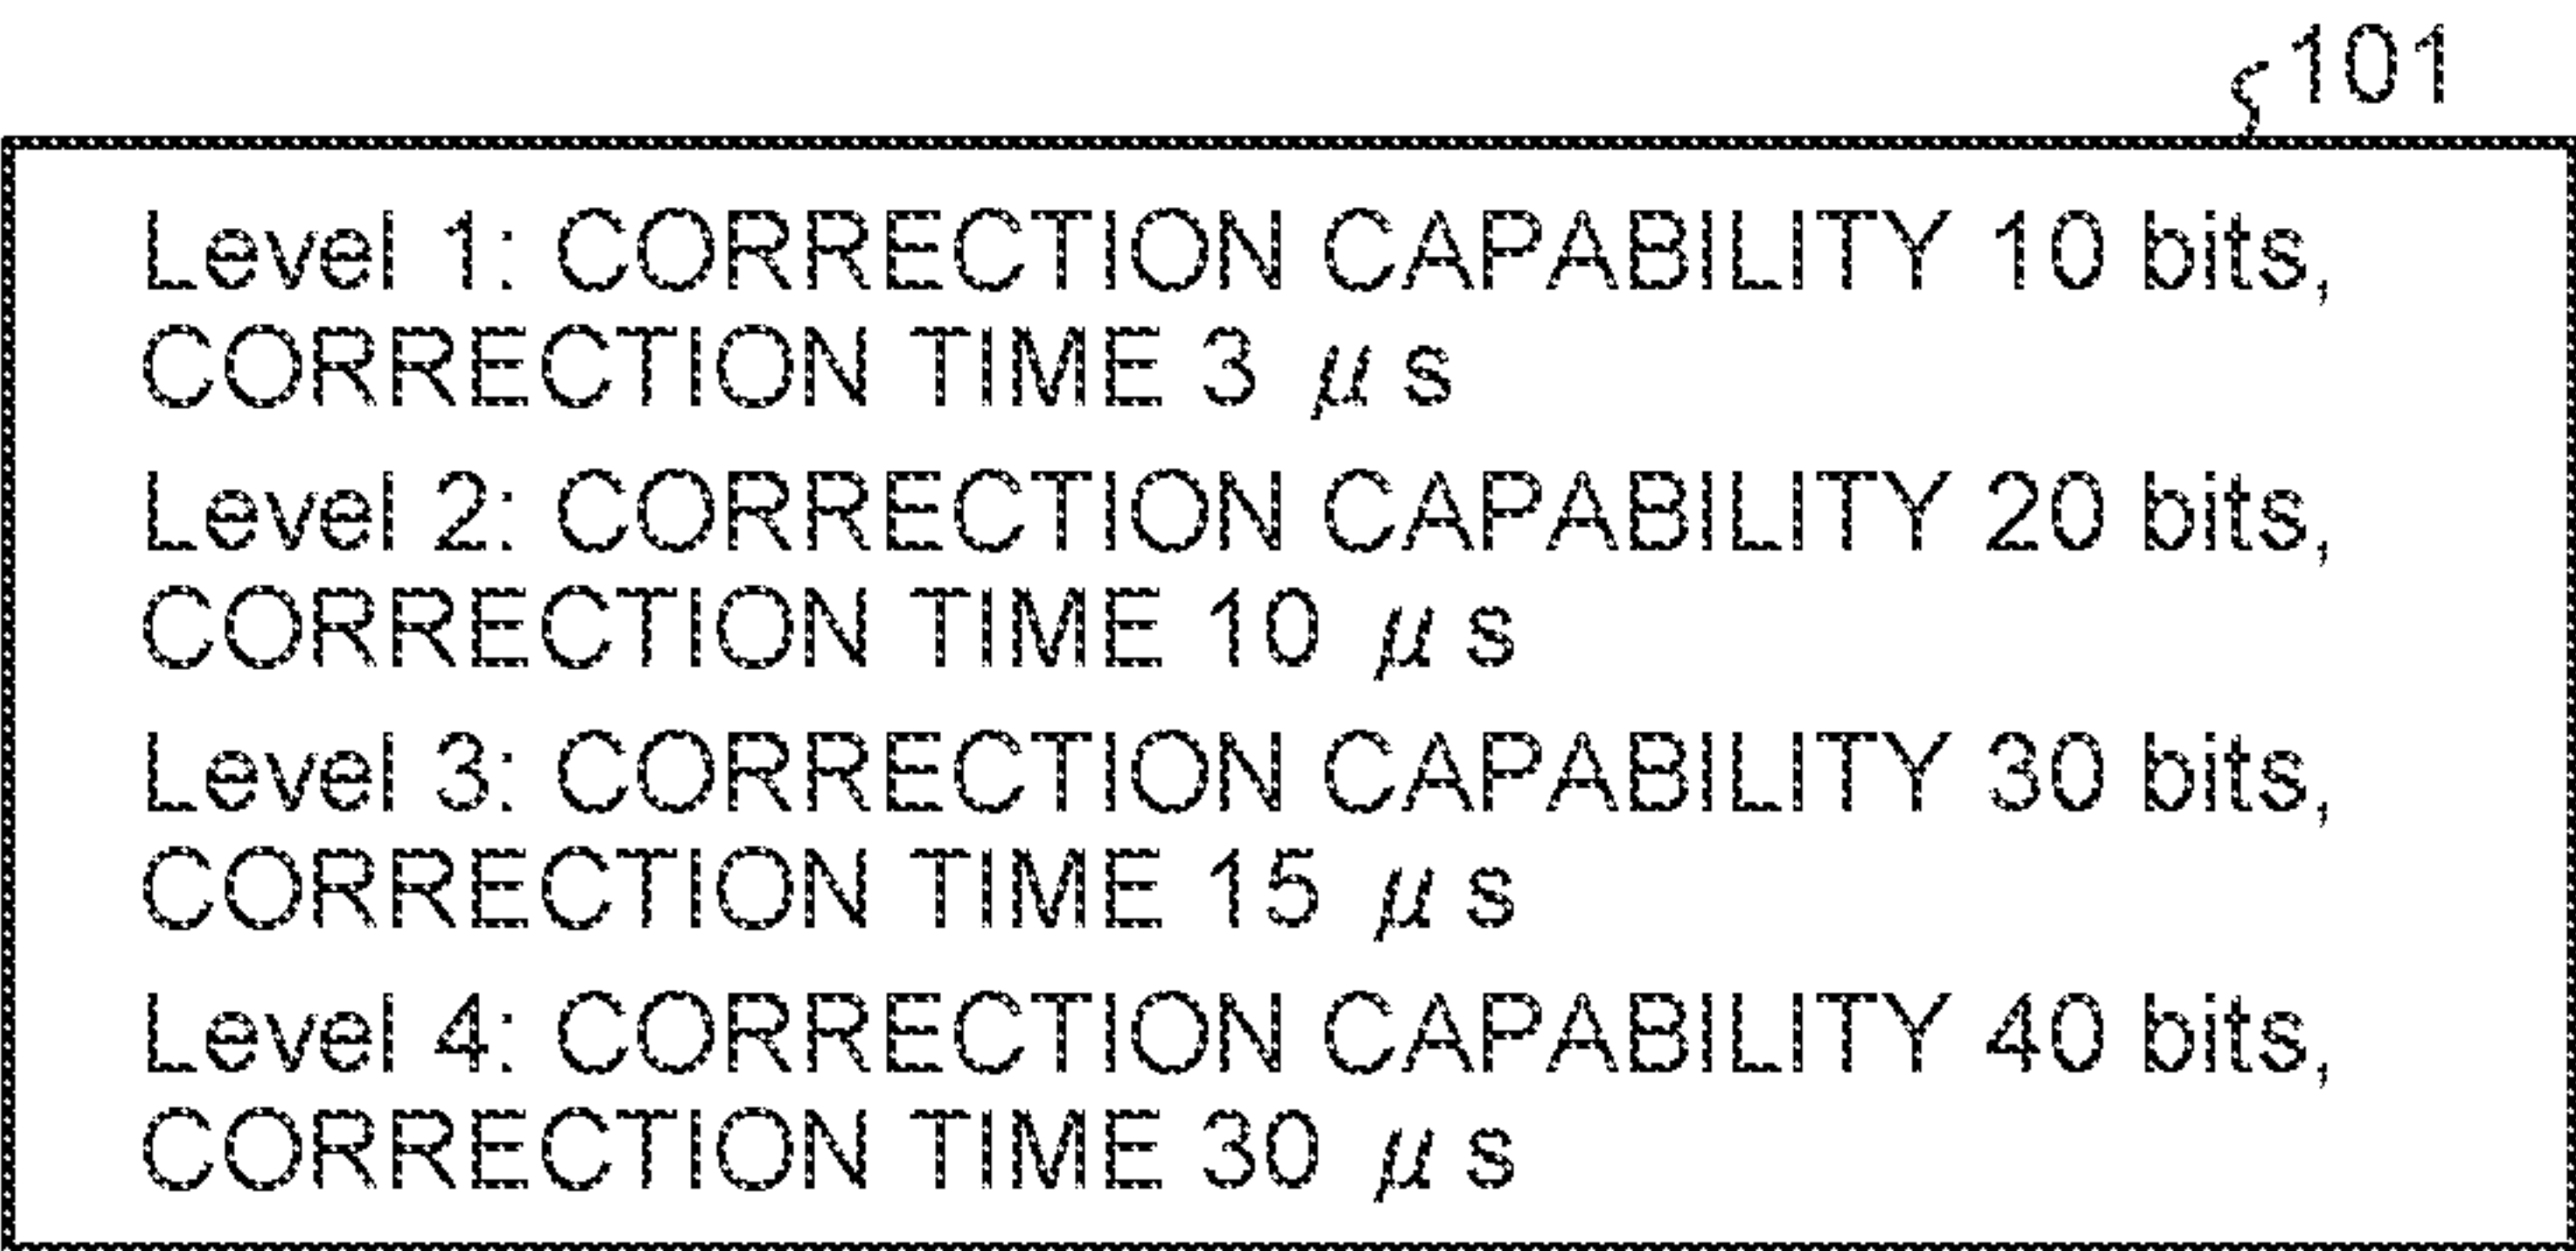 101
Level 1: CORRECTION CAPABILITY 10 bits,
CORRECTION TIME 3 μs
Level 2: CORRECTION CAPABILITY 20 bits,
CORRECTION TIME 10 μs
Level 3: CORRECTION CAPABILITY 30 bits,
CORRECTION TIME 15 μs
Level 4: CORRECTION CAPABILITY 40 bits,
CORRECTION TIME 30 μs